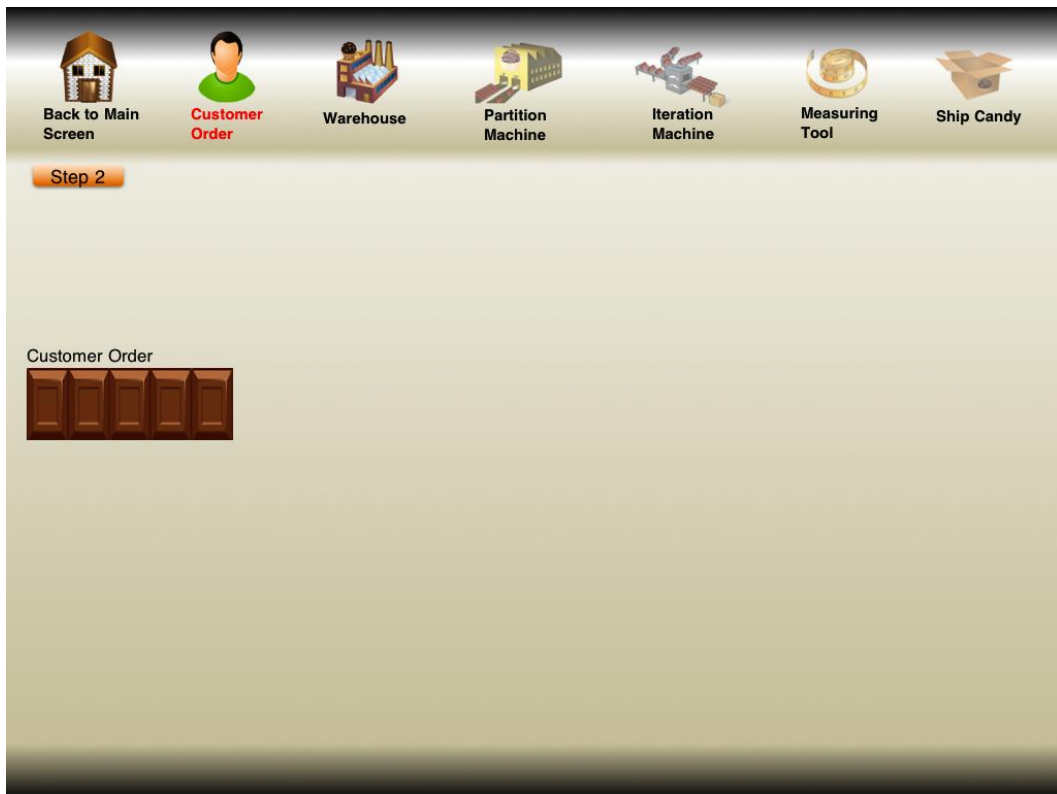 Back to Main
Screen
Customer
Order
Warehouse
Partition
Machine
Iteration
Machine
Measuring
Tool
Ship Candy
Step 2
Customer Order